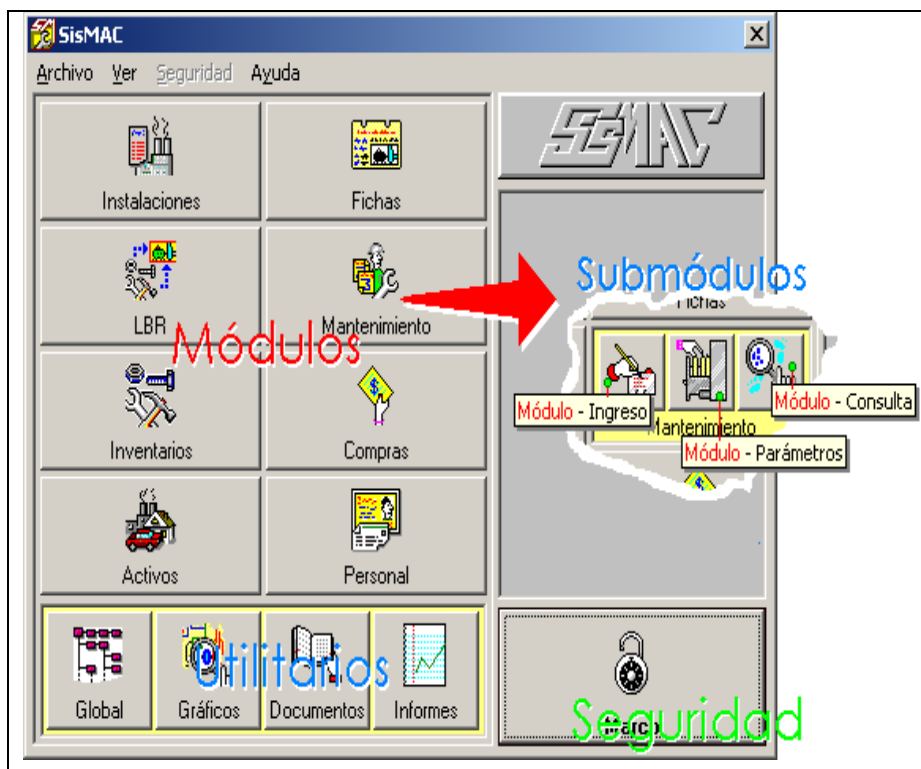 SisMAC
Archivo Ver Seguridad Ayuda
SisMAC
Instalaciones
Fichas
LBR
Mantenimiento
Inventarios
Compras
Activos
Personal
Módulos
Submódulos
Fichas
Módulo - Ingreso
Módulo - Consulta
Mantenimiento
Módulo - Parámetros
Global
Gráficos
Documentos
Informes
Utilitarios
Marco
Seguridad